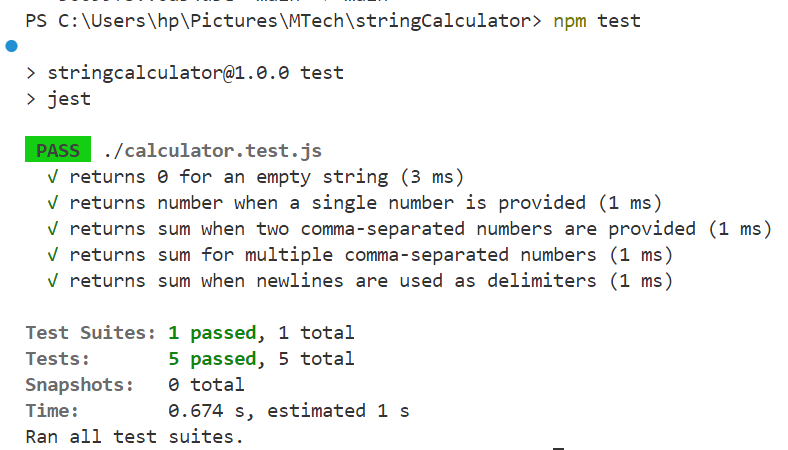 PS C:\Users\hp\Pictures\MTech\stringCalculator> npm test
> stringcalculator@1.0.0 test
> jest
PASS ./calculator.test.js
√ returns 0 for an empty string (3 ms)
√ returns number when a single number is provided (1 ms)
√ returns sum when two comma-separated numbers are provided (1 ms)
√ returns sum for multiple comma-separated numbers (1 ms)
√ returns sum when newlines are used as delimiters (1 ms)
Test Suites: 1 passed, 1 total
Tests: 5 passed, 5 total
Snapshots: 0 total
Time: 0.674 s, estimated 1 s
Ran all test suites.